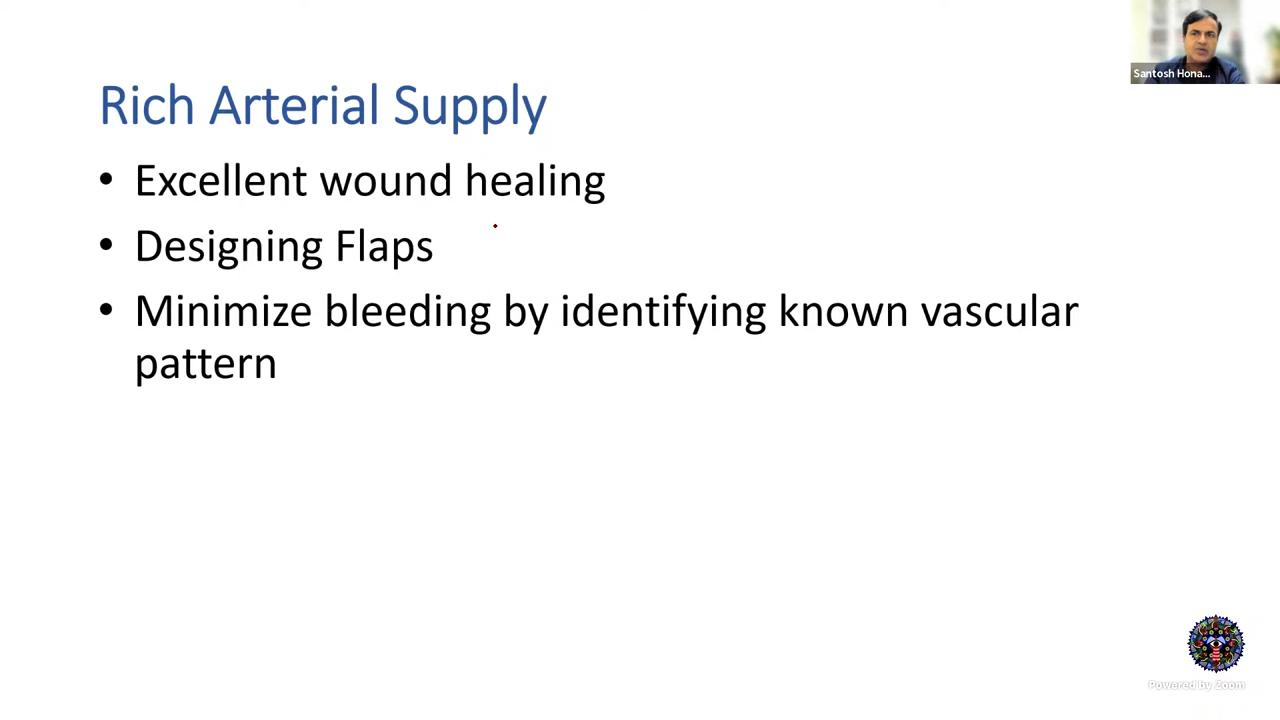 Santosh Hona...
Rich Arterial Supply
• Excellent wound healing
• Designing Flaps
• Minimize bleeding by identifying known vascular
pattern
Powered by Zoom